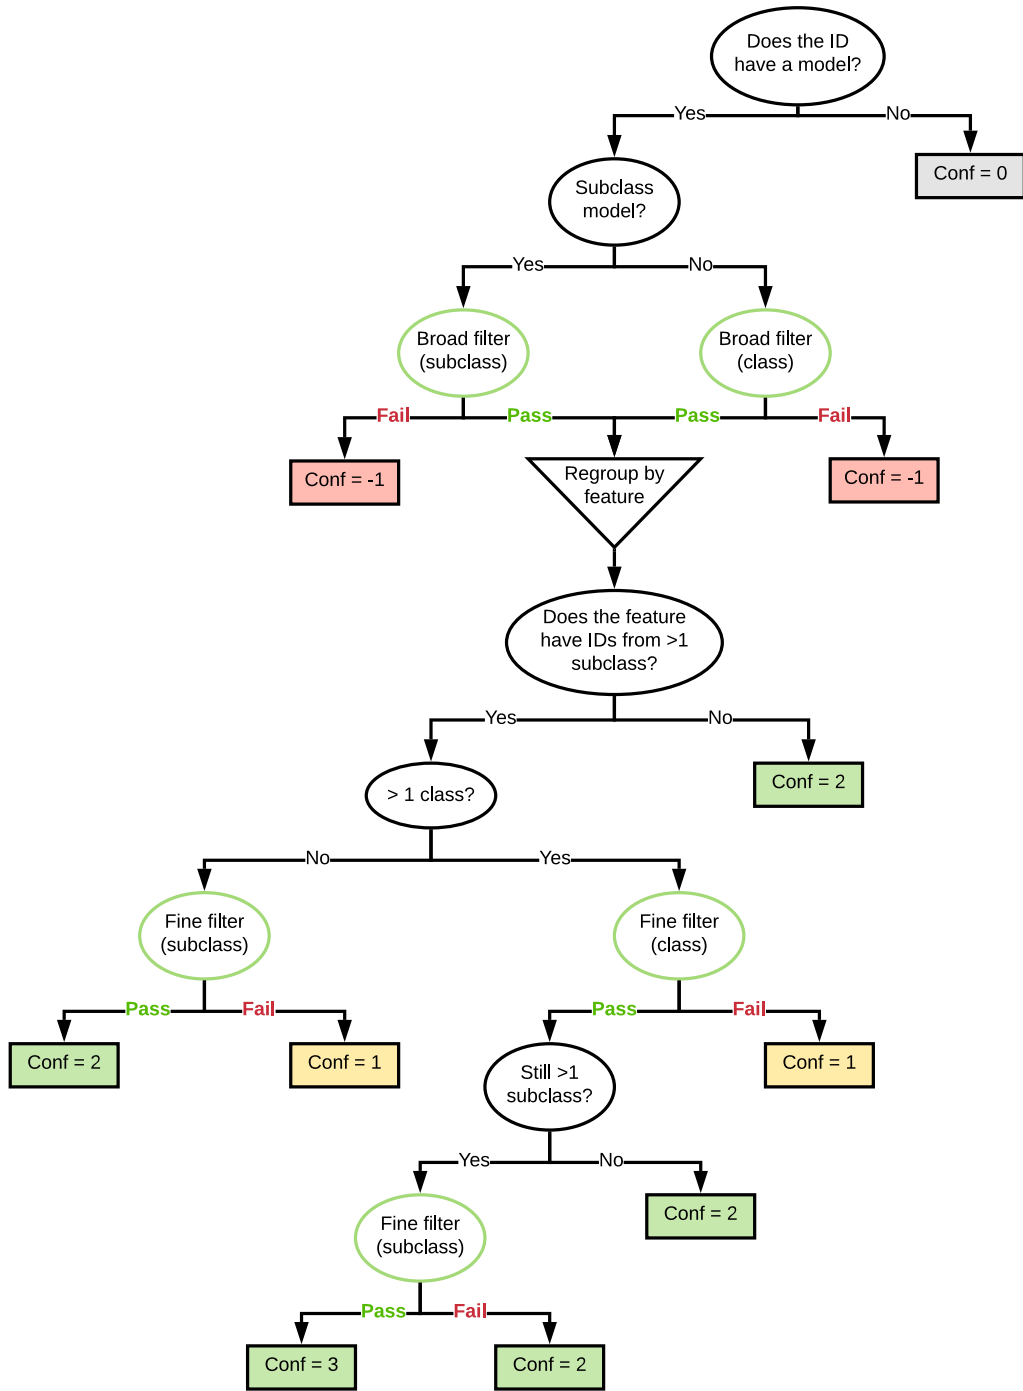 Does the ID
have a model?
Yes
No
Conf = 0
Subclass
model?
Yes
No
Broad filter
(subclass)
Broad filter
(class)
Fail
Pass
Pass
Fail
Conf = -1
Regroup by
feature
Conf = -1
Does the feature
have IDs from >1
subclass?
Yes
No
> 1 class?
Conf = 2
No
Yes
Fine filter
(subclass)
Fine filter
(class)
Pass
Fail
Pass
Fail
Conf = 2
Conf = 1
Still >1
subclass?
Conf = 1
Yes
No
Fine filter
(subclass)
Conf = 2
Pass
Fail
Conf = 3
Conf = 2